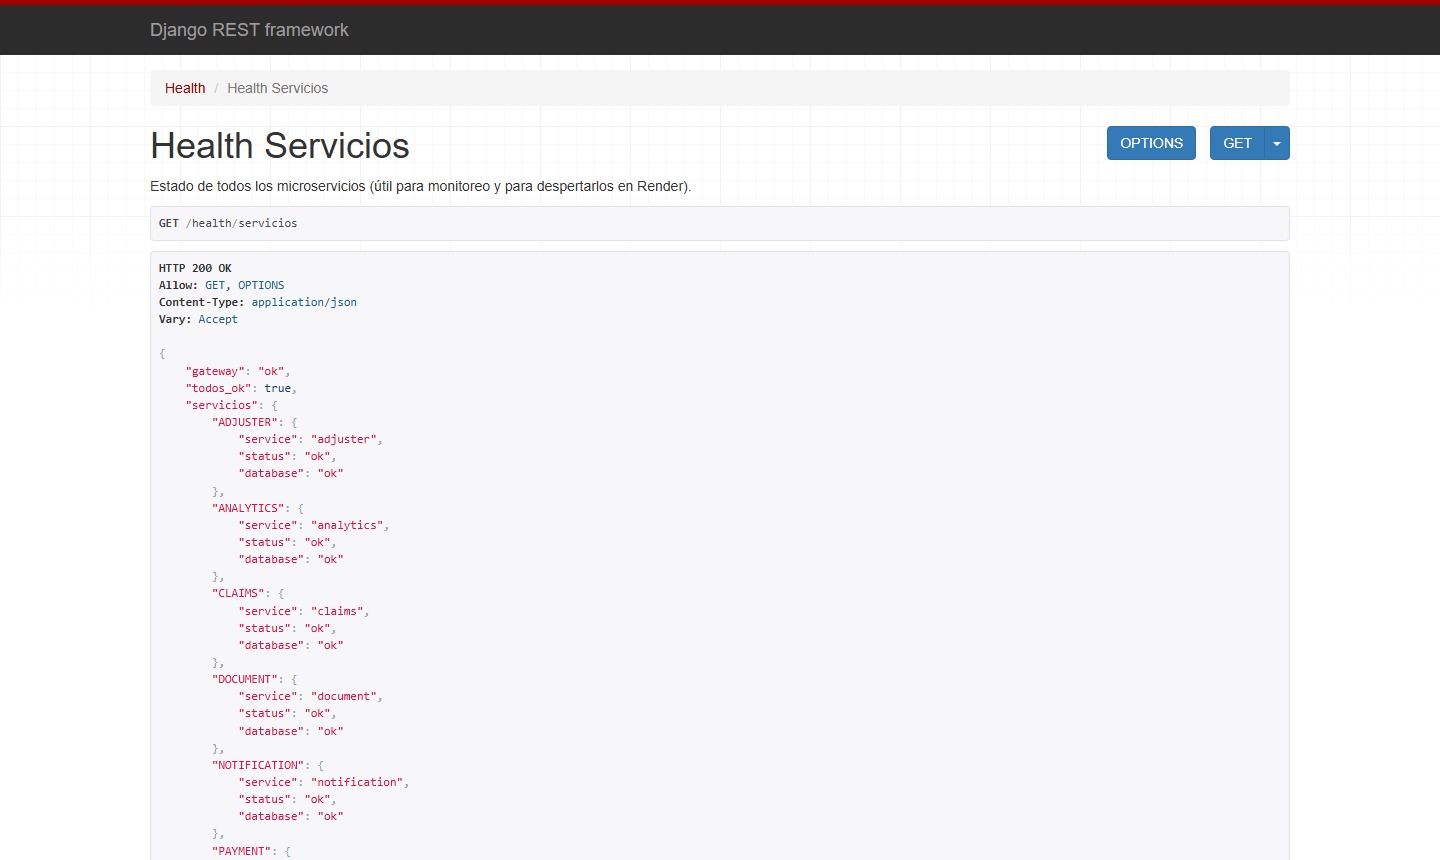 Django REST framework
Health / Health Servicios
Health Servicios
OPTIONS
GET
Estado de todos los microservicios (útil para monitoreo y para despertarlos en Render).
GET /health/servicios
HTTP 200 OK
Allow: GET, OPTIONS
Content-Type: application/json
Vary: Accept
{
    "gateway": "ok",
    "todos_ok": true,
    "servicios": {
        "ADJUSTER": {
            "service": "adjuster",
            "status": "ok",
            "database": "ok"
        },
        "ANALYTICS": {
            "service": "analytics",
            "status": "ok",
            "database": "ok"
        },
        "CLAIMS": {
            "service": "claims",
            "status": "ok",
            "database": "ok"
        },
        "DOCUMENT": {
            "service": "document",
            "status": "ok",
            "database": "ok"
        },
        "NOTIFICATION": {
            "service": "notification",
            "status": "ok",
            "database": "ok"
        },
        "PAYMENT": {